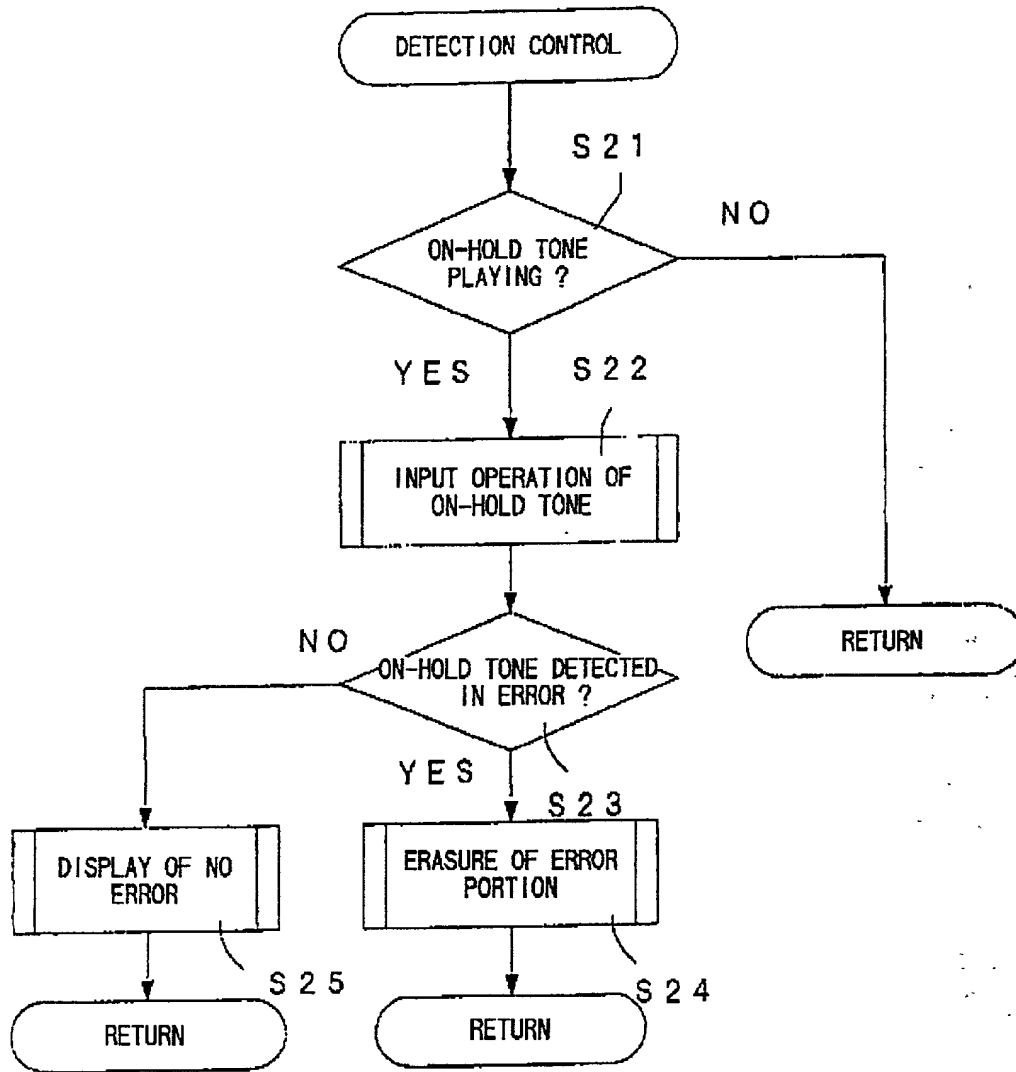 DETECTION CONTROL
S21
NO
ON-HOLD TONE
PLAYING ?
YES
S22
INPUT OPERATION OF
ON-HOLD TONE
RETURN
NO
ON-HOLD TONE DETECTED
IN ERROR ?
YES
S23
DISPLAY OF NO
ERROR
ERASURE OF ERROR
PORTION
S25
S24
RETURN
RETURN